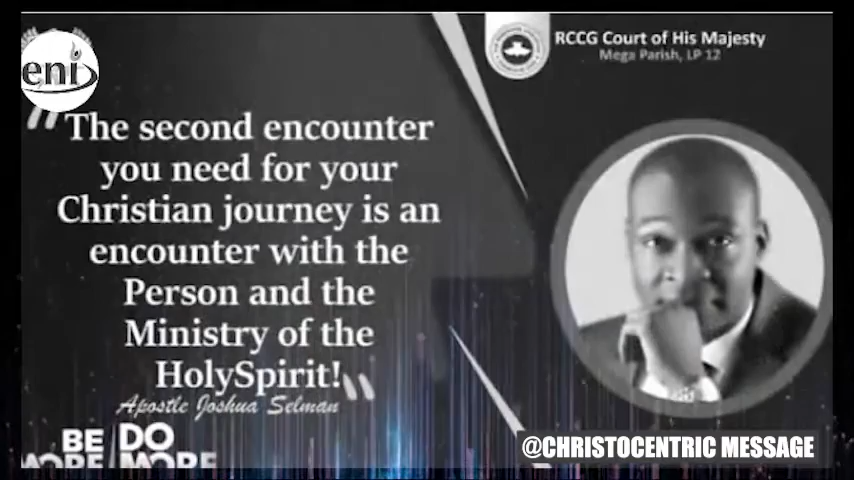 eni
RCCG Court of His Majesty
Mega Parish, LP 12
"The second encounter
you need for your
Christian journey is an
encounter with the
Person and the
Ministry of the
HolySpirit!"
Apostle Joshua Selman
BE DO
MORE MORE
@CHRISTOCENTRIC MESSAGE